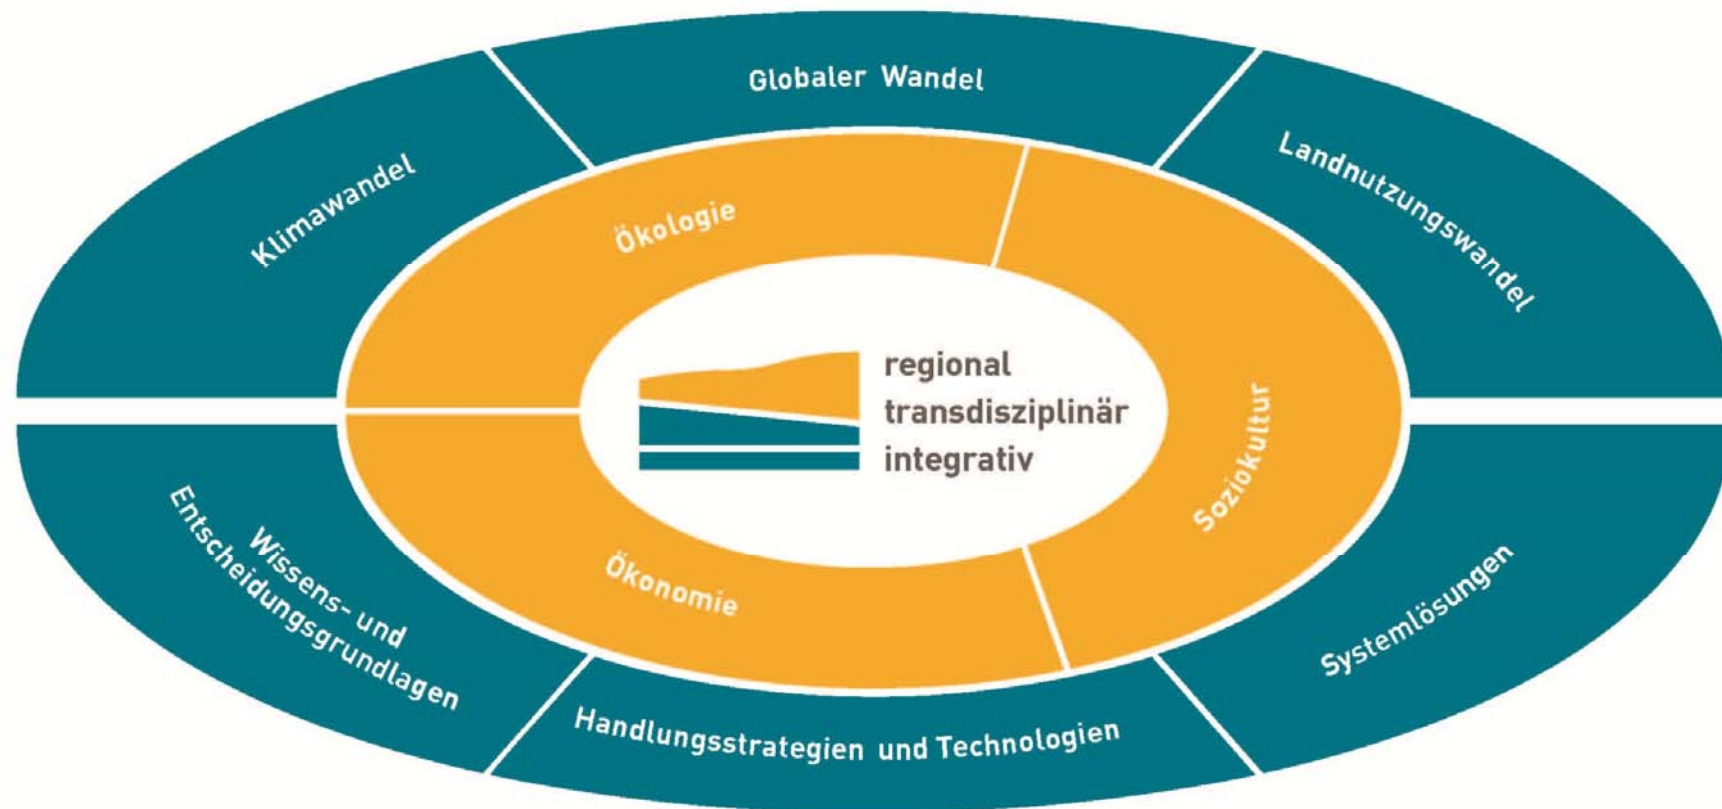 Globaler Wandel
Klimawandel
Landnutzungswandel
Ökologie
regional
transdisziplinär
integrativ
Soziokultur
Ökonomie
Wissens- und
Entscheidungsgrundlagen
Systemlösungen
Handlungsstrategien und Technologien